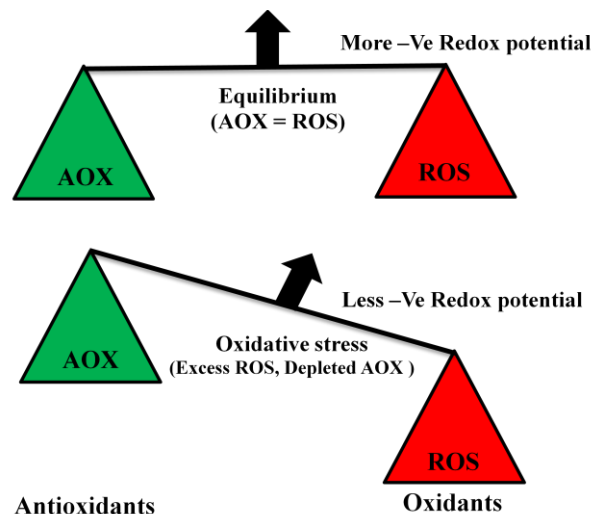 More –Ve Redox potential
Equilibrium
(AOX = ROS)
AOX
ROS
Less –Ve Redox potential
Oxidative stress
(Excess ROS, Depleted AOX )
AOX
ROS
Antioxidants
Oxidants